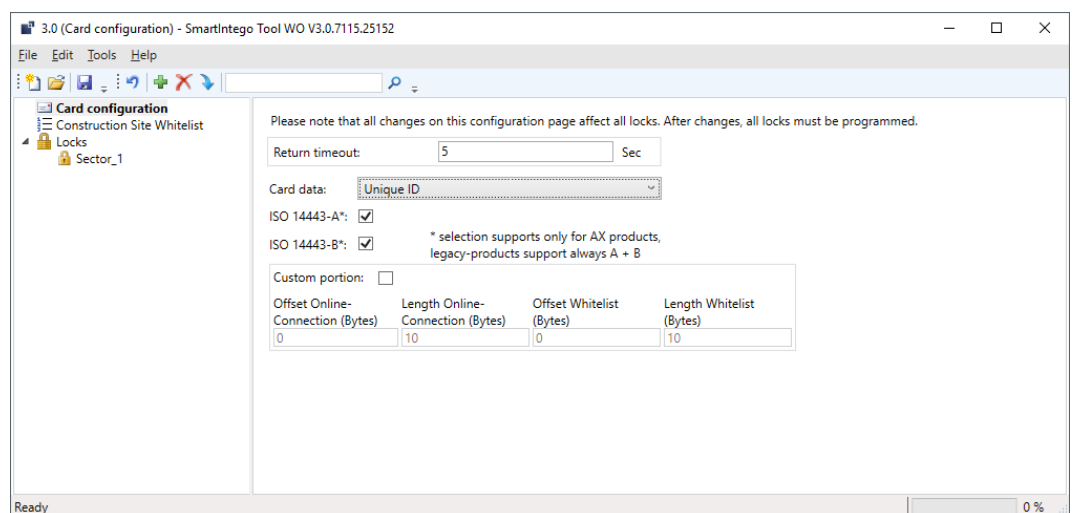 3.0 (Card configuration) - SmartIntego Tool WO V3.0.7115.25152
File Edit Tools Help
Card configuration
Construction Site Whitelist
Locks
Sector_1
Please note that all changes on this configuration page affect all locks. After changes, all locks must be programmed.
Return timeout: 5 Sec
Card data: Unique ID
ISO 14443-A*:
ISO 14443-B*:
* selection supports only for AX products,
legacy-products support always A + B
Custom portion:
Offset Online- Length Online- Offset Whitelist Length Whitelist
Connection (Bytes) Connection (Bytes) (Bytes) (Bytes)
0 10 0 10
Ready 0 %